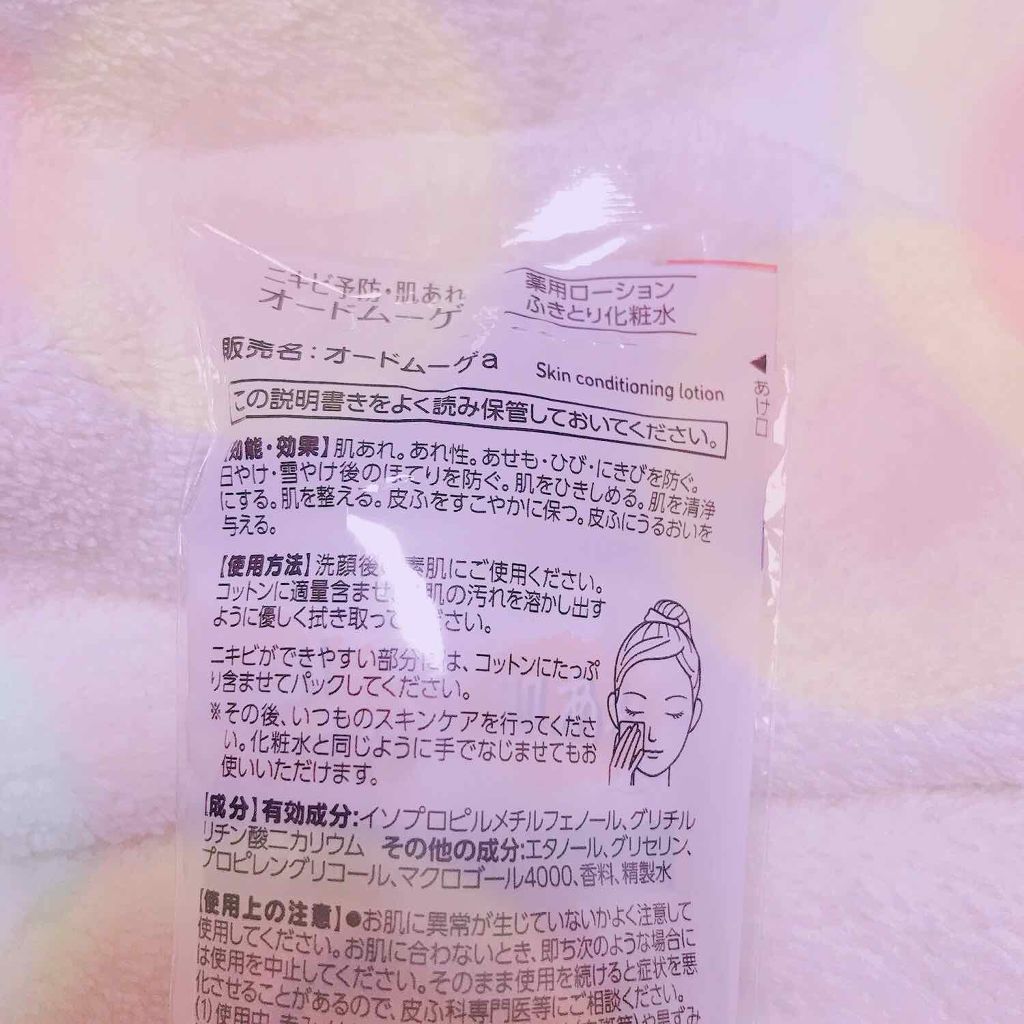 ニキビ予防・肌あれ
オードムーゲ
薬用ローション
ふきとり化粧水
販売名：オードムーゲa
Skin conditioning lotion
◀あけ口
この説明書きをよく読み保管しておいてください。
能・効果】肌あれ。あれ性。あせも・ひび・にきびを防ぐ。
日やけ・雪やけ後のほてりを防ぐ。肌をひきしめる。肌を清浄
にする。肌を整える。皮ふをすこやかに保つ。皮ふにうるおいを
与える。
【使用方法】洗顔後 素肌にご使用ください。
コットンに適量含ませ 肌の汚れを溶かし出す
ように優しく拭き取って ださい。
ニキビができやすい部分には、コットンにたっぷ
り含ませてパックしてください。
※その後、いつものスキンケアを行ってくださ
い。化粧水と同じように手でなじませてもお
使いいただけます。
【成分】有効成分:イソプロピルメチルフェノール、グリチル
リチン酸二カリウム その他の成分:エタノール、グリセリン、
プロピレングリコール、マクロゴール4000、香料、精製水
【使用上の注意】●お肌に異常が生じていないかよく注意して
使用してください。お肌に合わないとき、即ち次のような場合に
は使用を中止してください。そのまま使用を続けると症状を悪
化させることがあるので、皮ふ科専門医等にご相談ください。
(1)使用中、赤み